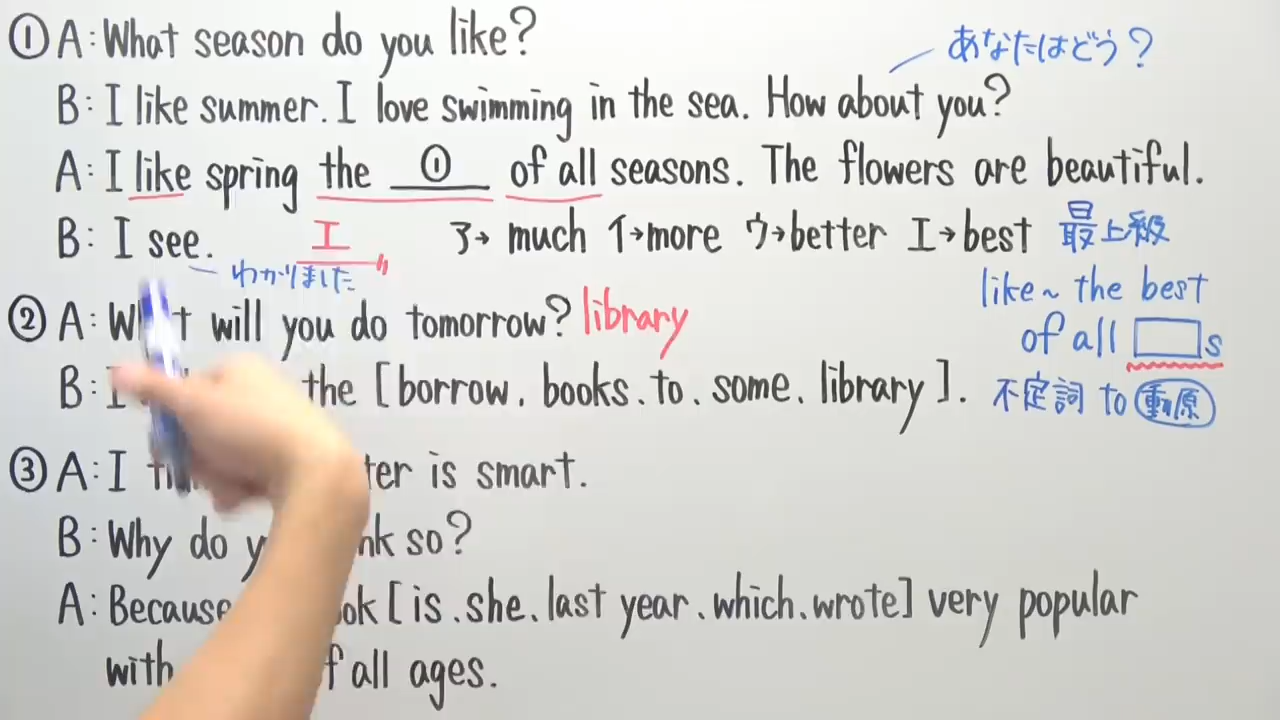 ① A: What season do you like?
あなたはどう?
B: I like summer. I love swimming in the sea. How about you?
A: I like spring the ① of all seasons. The flowers are beautiful.
B: I see. エ ア→ much イ→more ウ→better エ→best 最上級
わかりました
like~ the best
② A: will you do tomorrow? library
of all □s
B: I the [borrow. books. to. some. library].
不定詞 to 動原
③ A: I is smart.
B: Why do so?
A: Because [is. she. last year. which. wrote] very popular
with all ages.